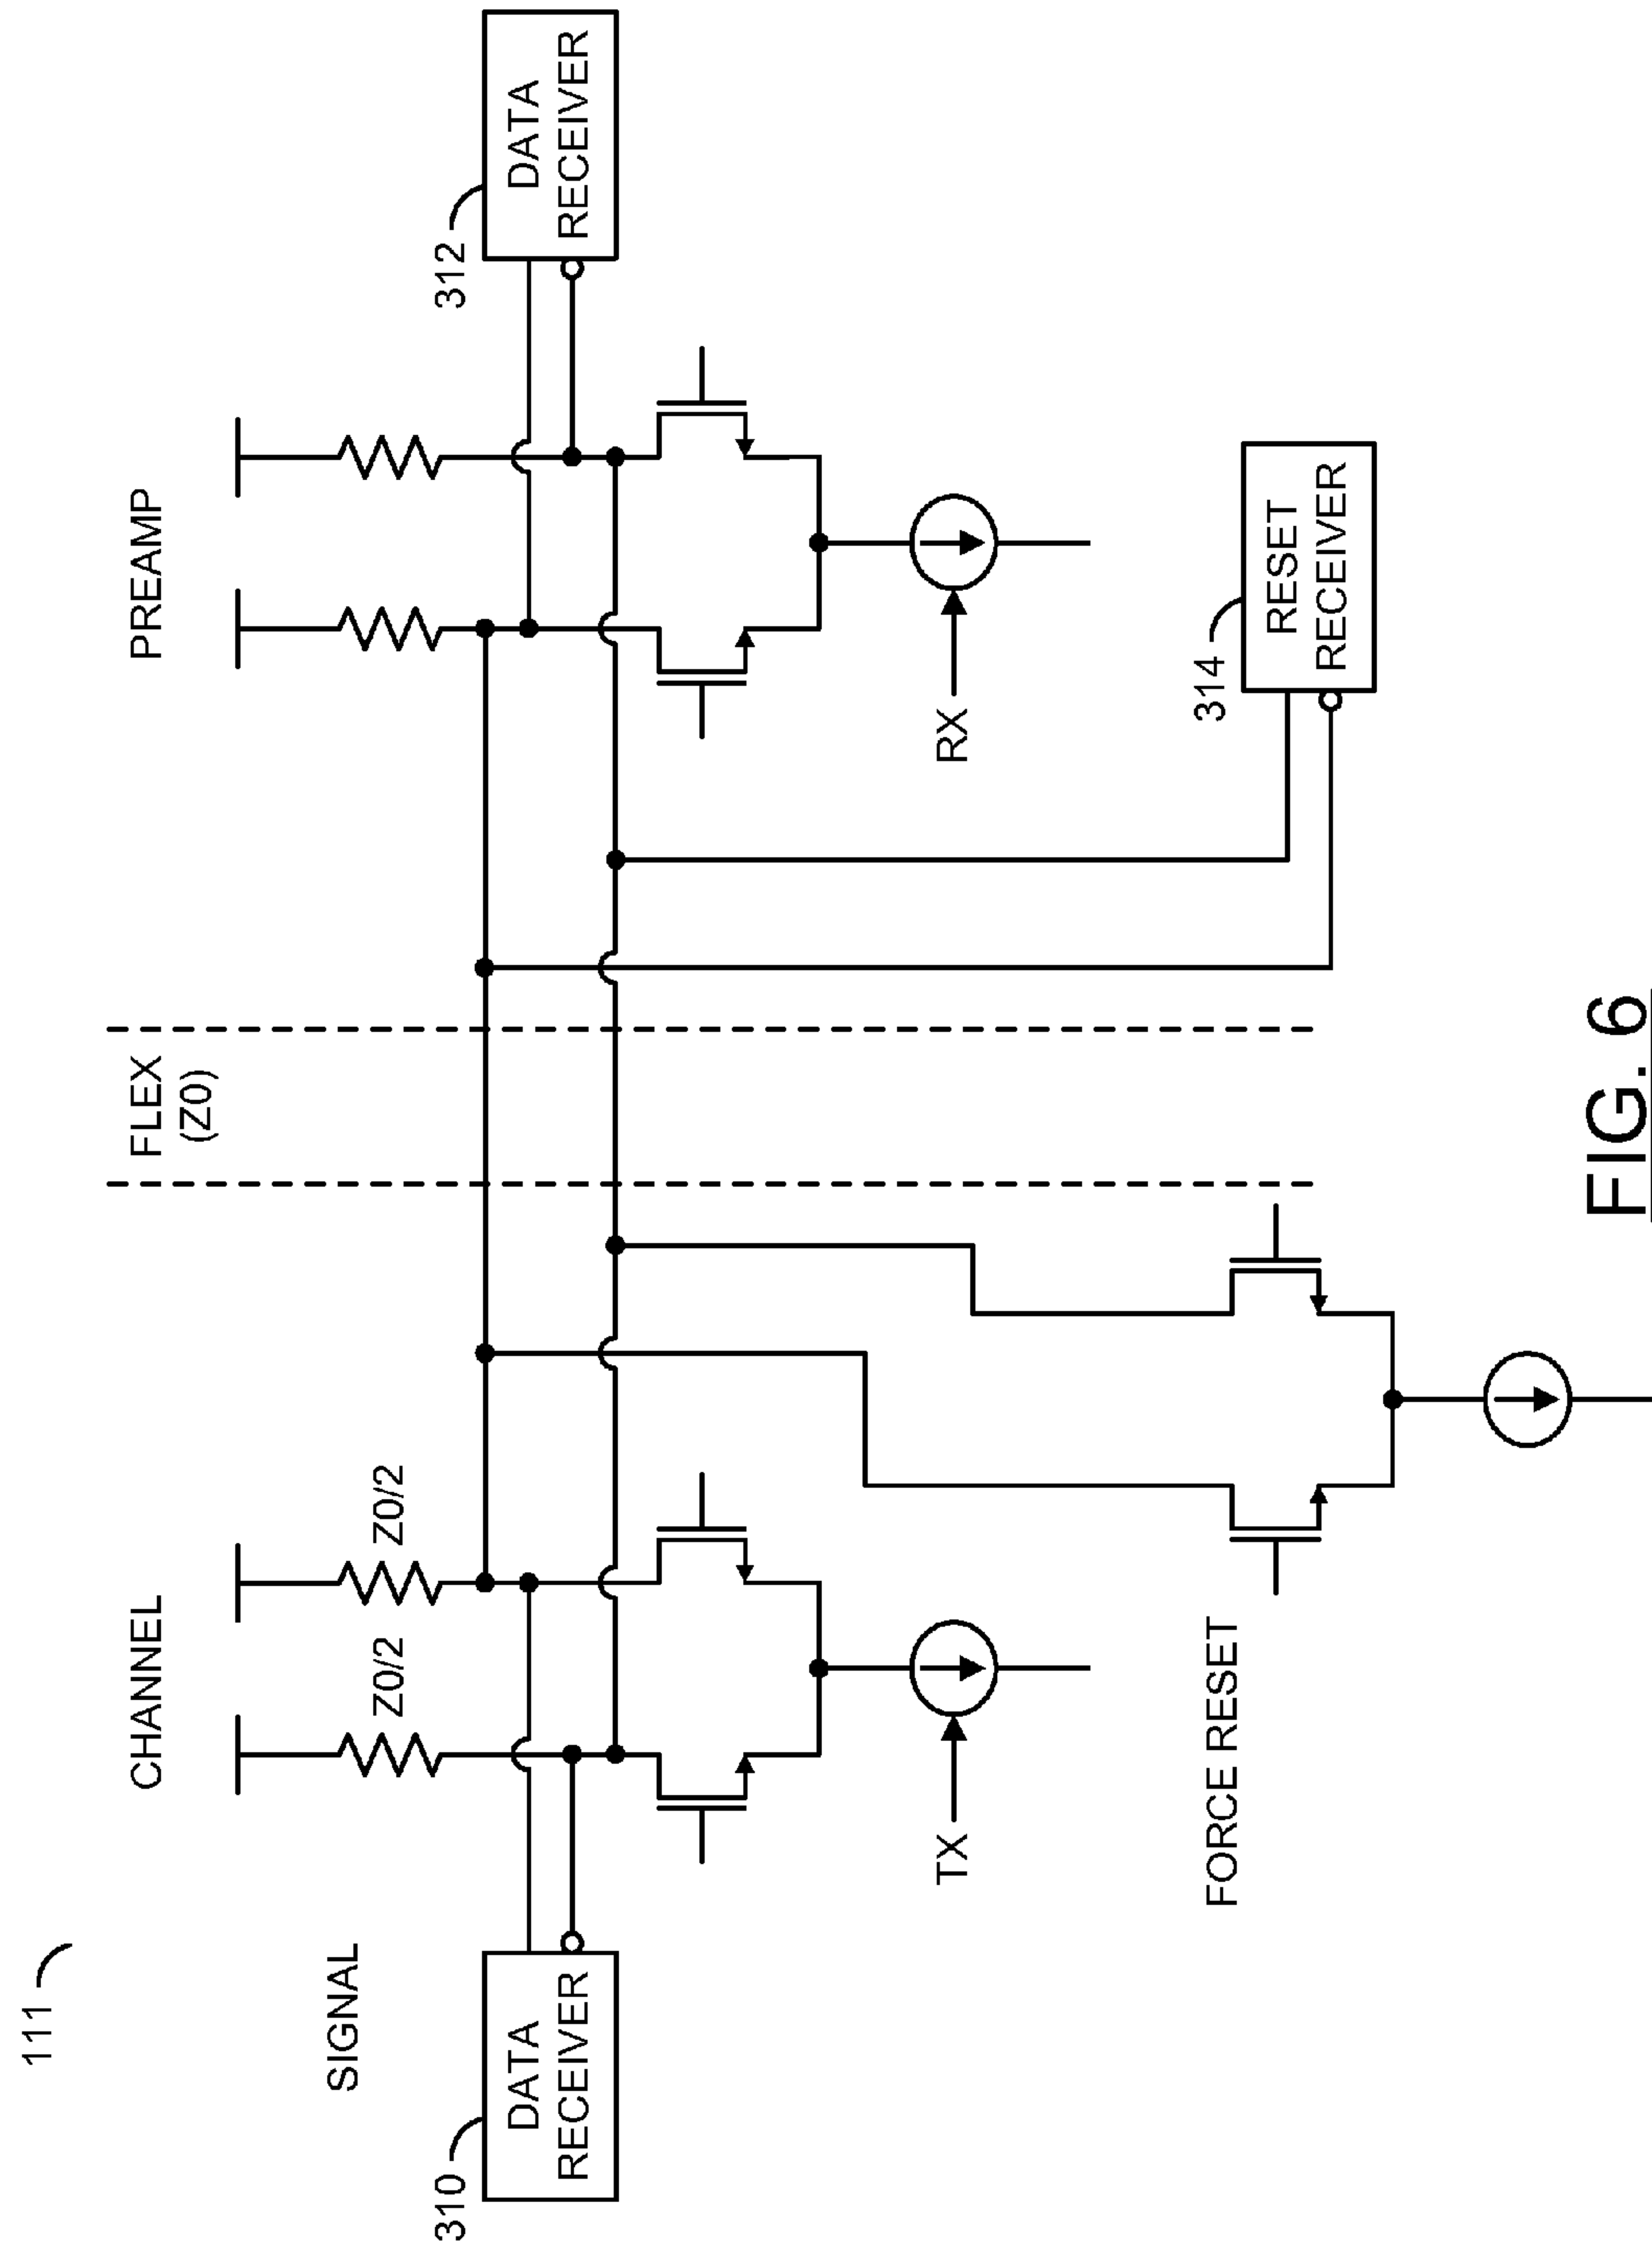 111
CHANNEL
FLEX
(Z0)
PREAMP
SIGNAL
Z0/2
Z0/2
310
DATA
RECEIVER
312
DATA
RECEIVER
TX
RX
FORCE RESET
314
RESET
RECEIVER
FIG. 6